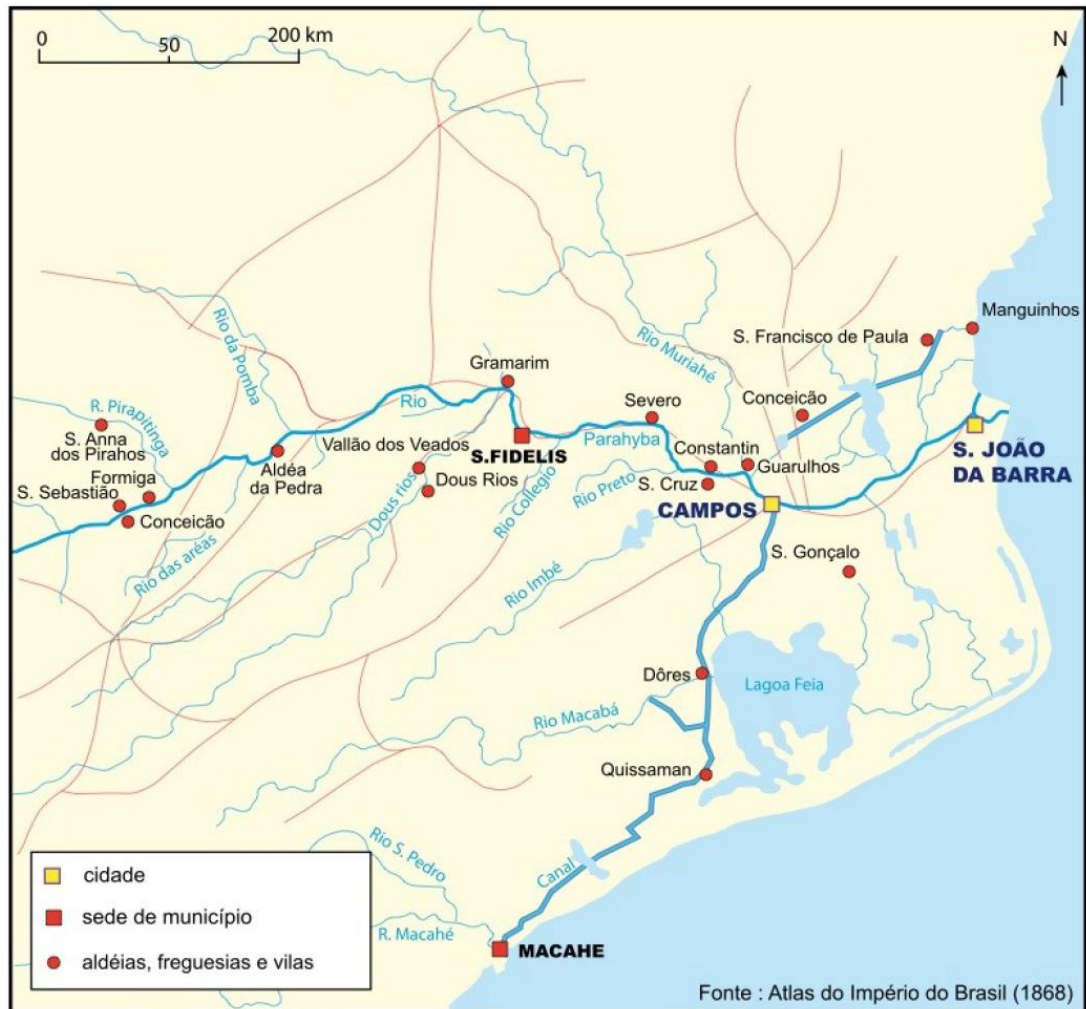 0
50
200 km
N
Manguinhos
S. Francisco de Paula
Rio da Pomba
Rio Muriahé
Gramarim
Conceição
R. Pirapitinga
Rio
Severo
S. Anna
dos Pirahos
Vallão dos Veados
S.FIDELIS
Parahyba
Constantin
Guarulhos
S. JOÃO
DA BARRA
Formiga
Aldéa
da Pedra
S. Sebastião
Dous Rios
Rio Preto
S. Cruz
Conceicão
Dous rios
Rio Collegio
CAMPOS
Rio das aréas
Rio Imbé
S. Gonçalo
Dôres
Lagoa Feia
Rio Macabá
Quissaman
Rio S. Pedro
Canal
R. Macahé
MACAHE
cidade
sede de município
aldéias, freguesias e vilas
Fonte : Atlas do Império do Brasil (1868)